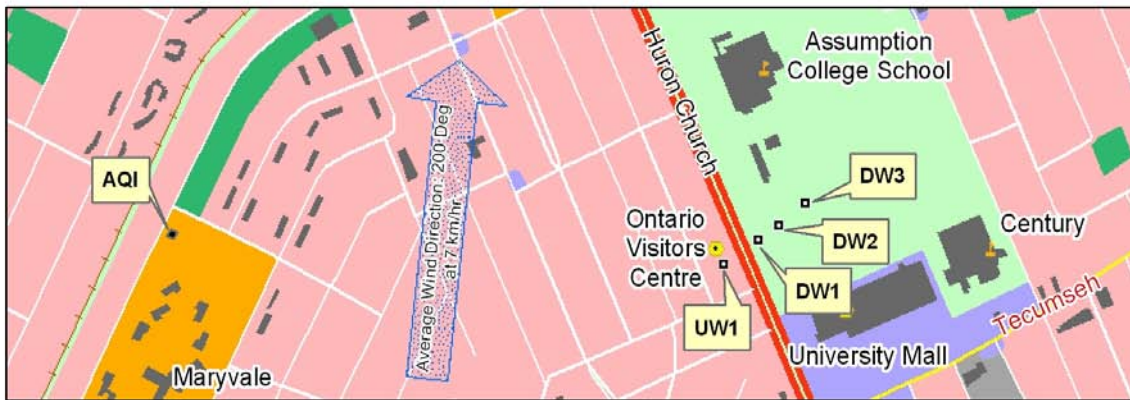 Assumption
College School
Huron Church
AQI
Average Wind Direction: 200 Deg
at 7 km/hr
DW3
Ontario
Visitors
Centre
DW2
Century
DW1
UW1
Tecumseh
University Mall
Maryvale